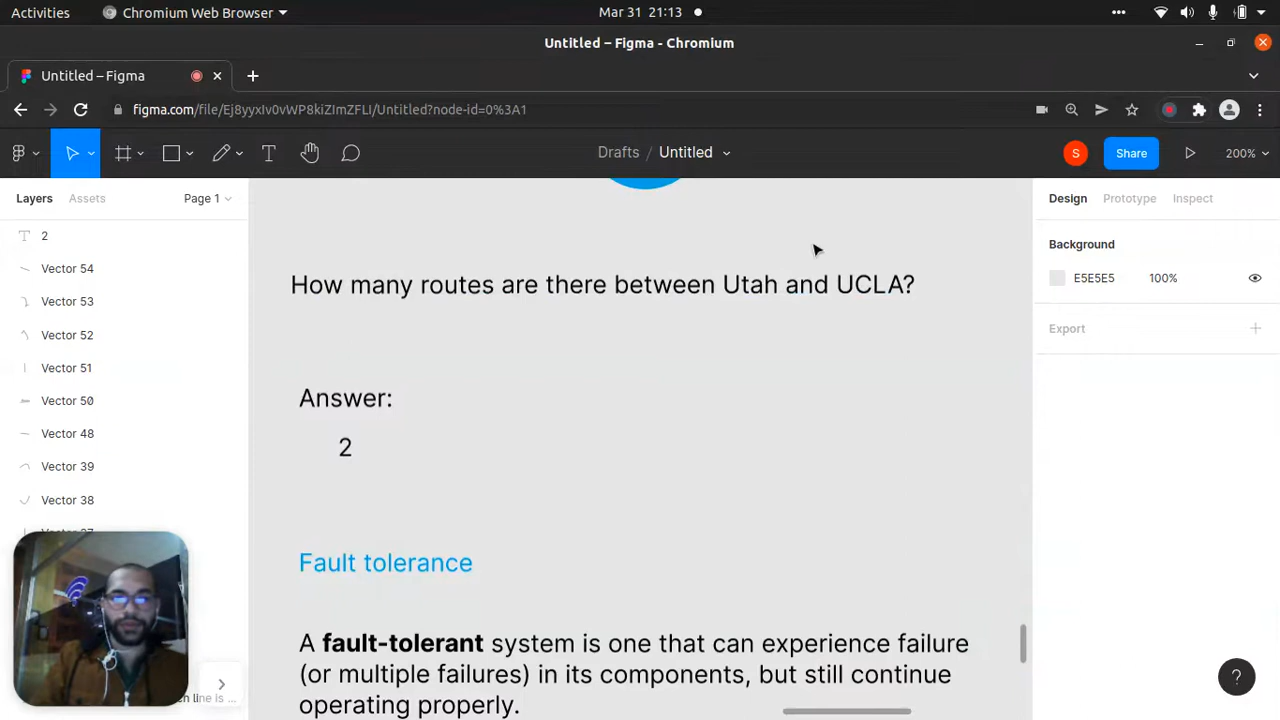 Activities
Chromium Web Browser
Mar 31 21:13
Untitled – Figma - Chromium
Untitled – Figma
figma.com/file/Ej8yyxIv0vWP8kiZImZFLI/Untitled?node-id=0%3A1
Drafts / Untitled
S
Share
200%
Layers
Assets
Page 1
Design
Prototype
Inspect
2
Vector 54
Vector 53
Vector 52
Vector 51
Vector 50
Vector 48
Vector 39
Vector 38
Background
E5E5E5
100%
Export
How many routes are there between Utah and UCLA?
Answer:
2
Fault tolerance
A fault-tolerant system is one that can experience failure
(or multiple failures) in its components, but still continue
operating properly.
line is ...
?